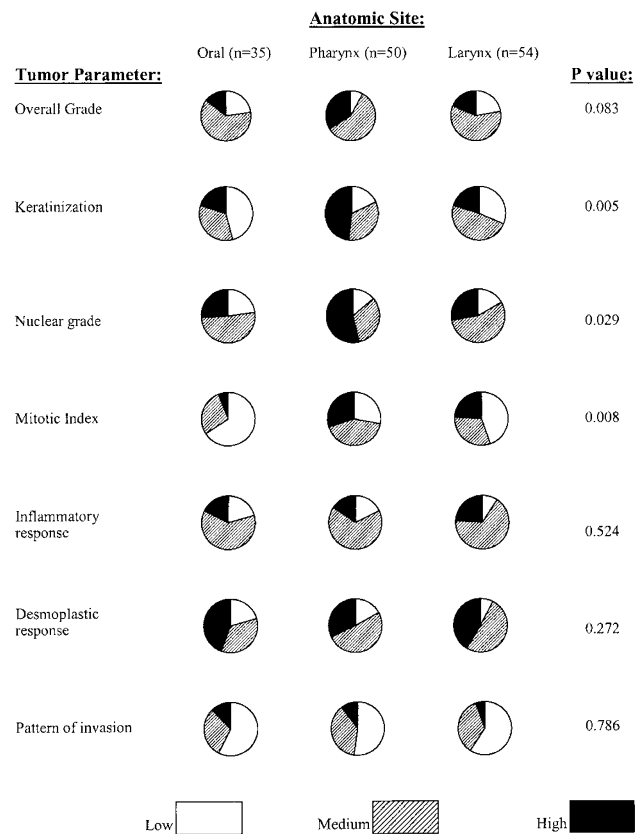 Anatomic Site:
Oral (n=35) Pharynx (n=50) Larynx (n=54)
Tumor Parameter: P value:
Overall Grade 0.083
Keratinization 0.005
Nuclear grade 0.029
Mitotic Index 0.008
Inflammatory
response 0.524
Desmoplastic
response 0.272
Pattern of invasion 0.786
Low Medium High